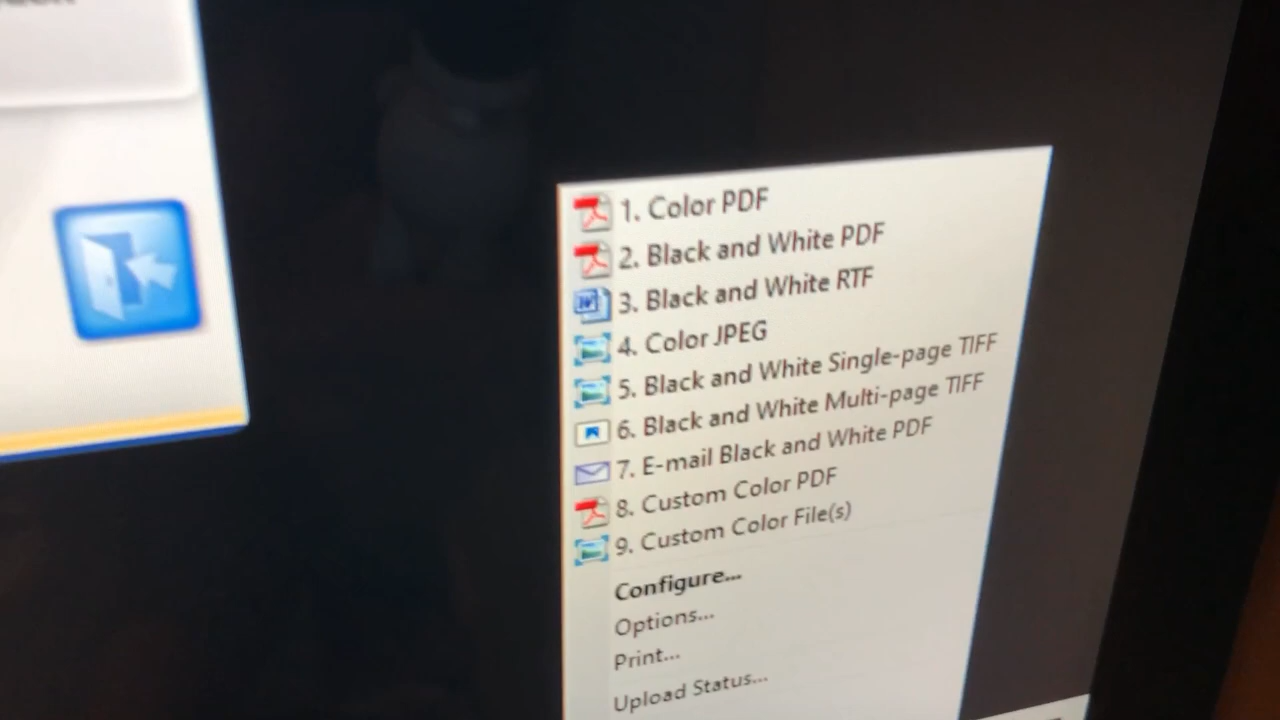 1. Color PDF
2. Black and White PDF
3. Black and White RTF
4. Color JPEG
5. Black and White Single-page TIFF
6. Black and White Multi-page TIFF
7. E-mail Black and White PDF
8. Custom Color PDF
9. Custom Color File(s)
Configure...
Options...
Print...
Upload Status...